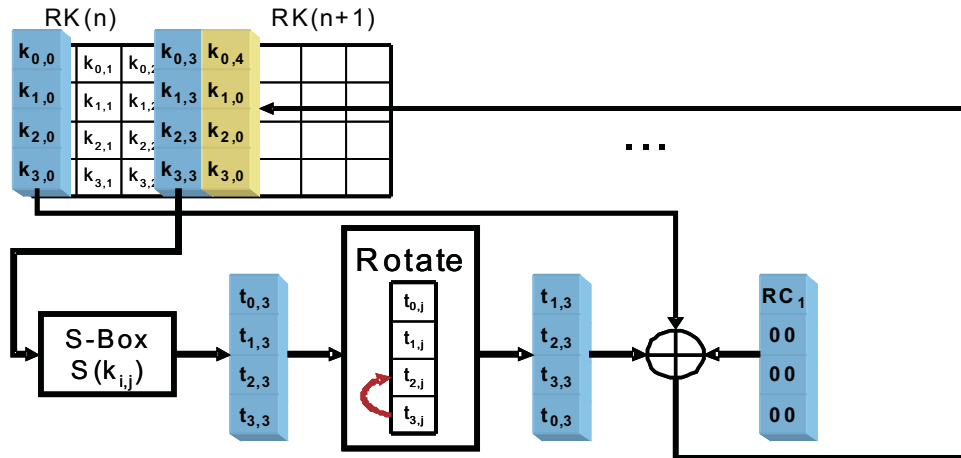 RK(n) RK(n+1)
k0,0 k0,1 k0,2 k0,3 k0,4
k1,0 k1,1 k1,2 k1,3 k1,0
k2,0 k2,1 k2,2 k2,3 k2,0
k3,0 k3,1 k3,2 k3,3 k3,0
...
S-Box
S(ki,j)
t0,3
t1,3
t2,3
t3,3
Rotate
t0,j
t1,j
t2,j
t3,j
t1,3
t2,3
t3,3
t0,3
RC1
00
00
00